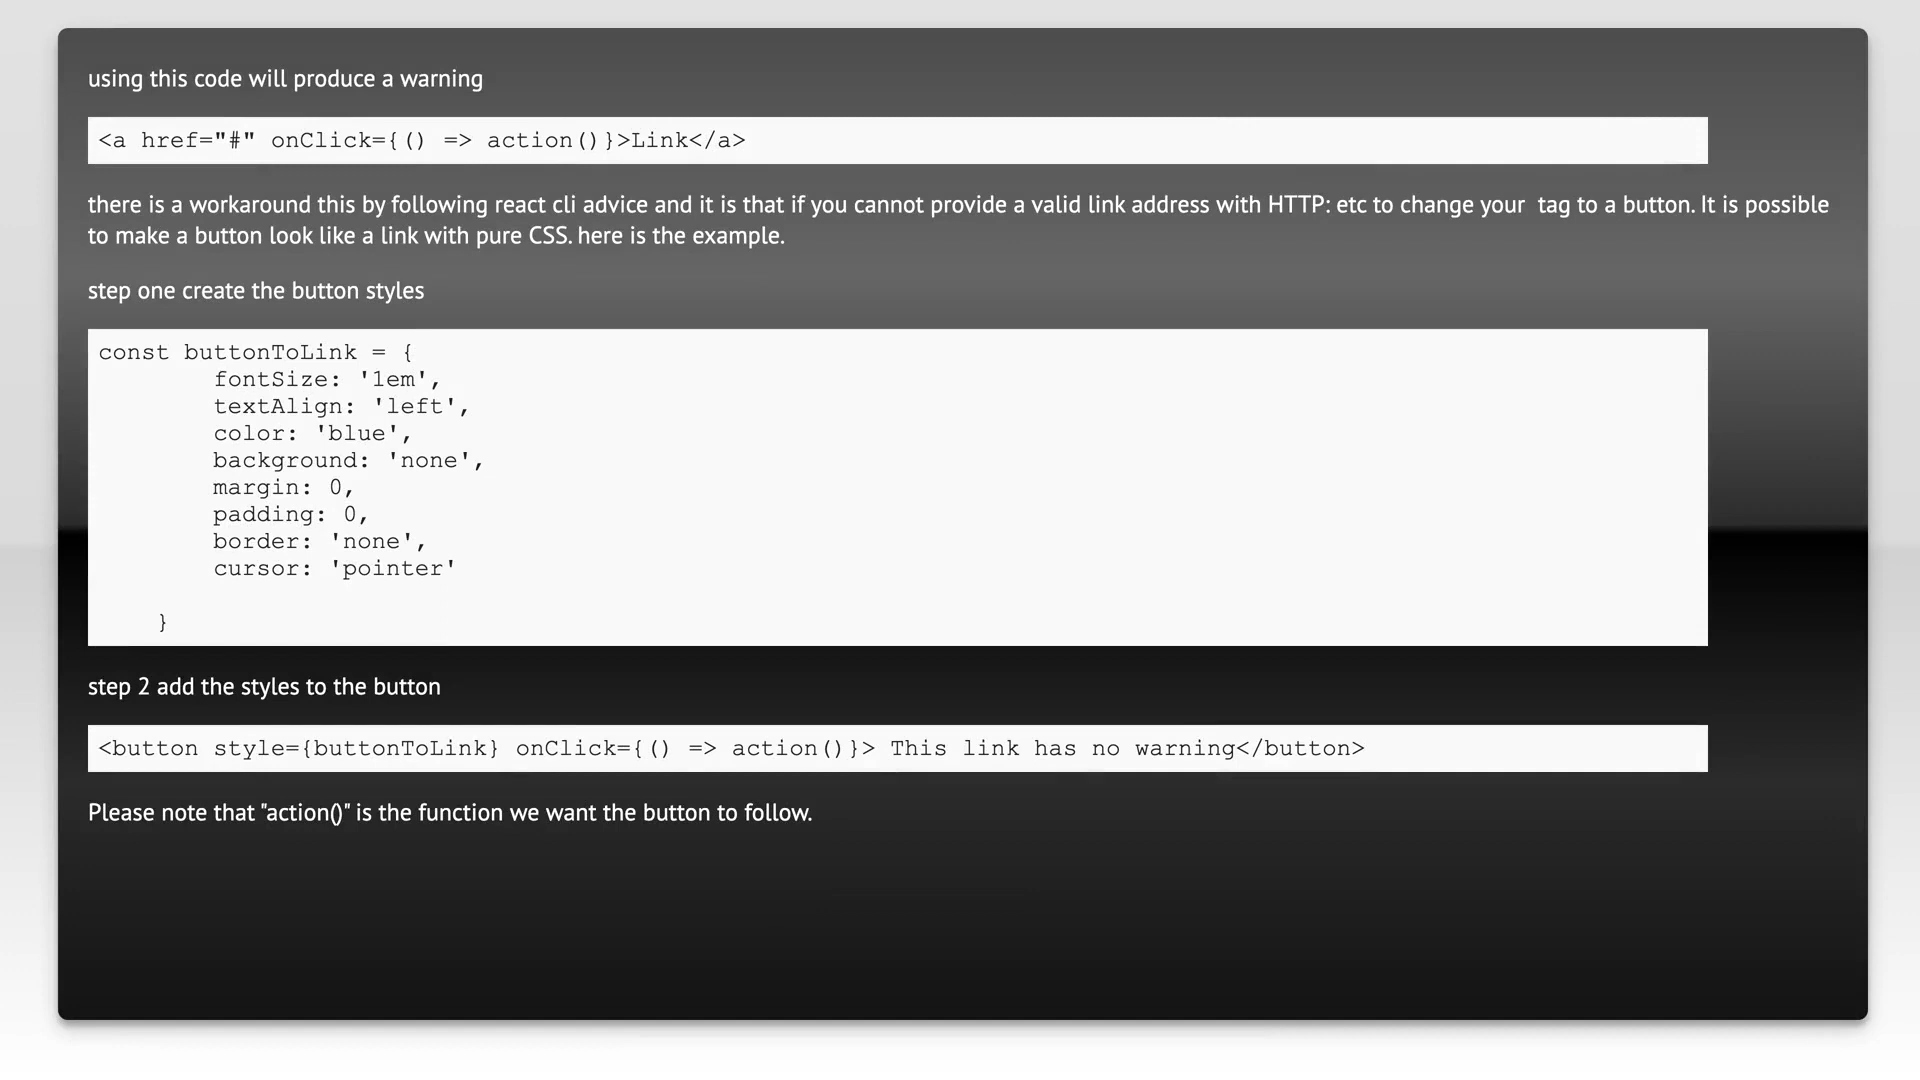 using this code will produce a warning
<a href="#" onClick={() => action()}>Link</a>
there is a workaround this by following react cli advice and it is that if you cannot provide a valid link address with HTTP: etc to change your  tag to a button. It is possible
to make a button look like a link with pure CSS. here is the example.
step one create the button styles
const buttonToLink = {
        fontSize: '1em',
        textAlign: 'left',
        color: 'blue',
        background: 'none',
        margin: 0,
        padding: 0,
        border: 'none',
        cursor: 'pointer'
    }
step 2 add the styles to the button
<button style={buttonToLink} onClick={() => action()}> This link has no warning</button>
Please note that "action()" is the function we want the button to follow.